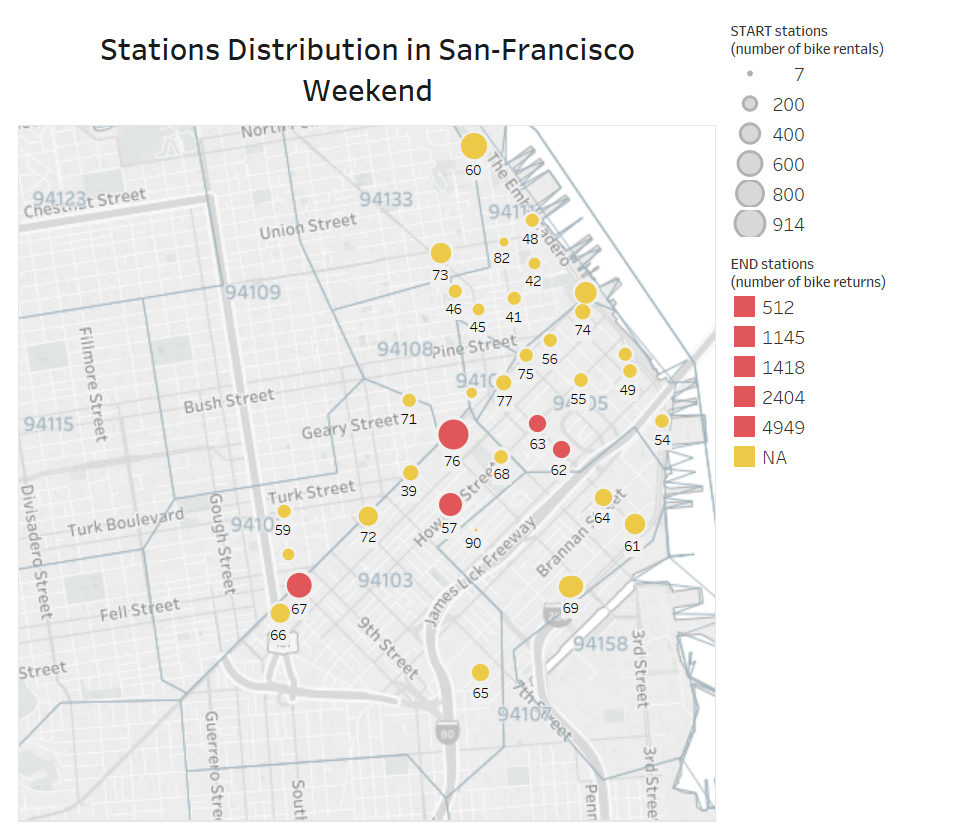 Stations Distribution in San-Francisco
Weekend
START stations
(number of bike rentals)
7
200
400
600
800
914
END stations
(number of bike returns)
512
1145
1418
2404
4949
NA
60
The Embarcadero
94123
Chestnut Street
94133
Union Street
48
82
73
42
94109
46
41
45
74
Fillmore Street
94108
Pine Street
56
75
49
77
55
94105
Bush Street
71
94115
Geary Street
54
63
76
62
68
39
Turk Street
Howard Street
Divisadero Street
Gough Street
Turk Boulevard
59
72
57
64
90
61
Brannan Street
James Lick Freeway
94103
67
69
Fell Street
66
9th Street
94158
3rd Street
Street
65
7th Street
94107
80
Guerrero Stre
3rd Stree
South
Penn